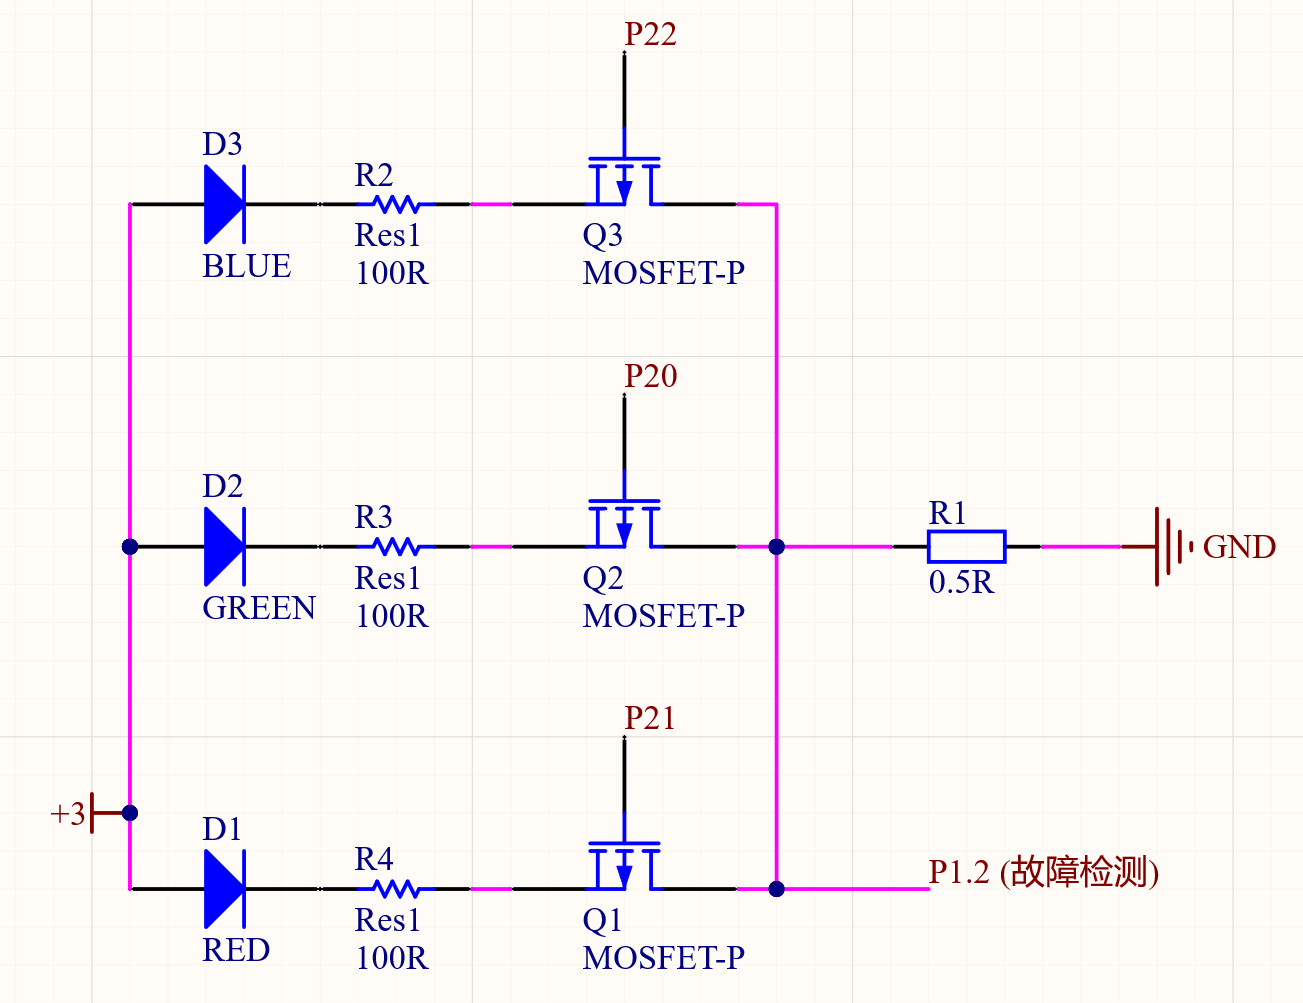 P22
D3
BLUE
R2
Res1
100R
Q3
MOSFET-P
P20
D2
GREEN
R3
Res1
100R
Q2
MOSFET-P
R1
0.5R
GND
P21
+3
D1
RED
R4
Res1
100R
Q1
MOSFET-P
P1.2 (故障检测)